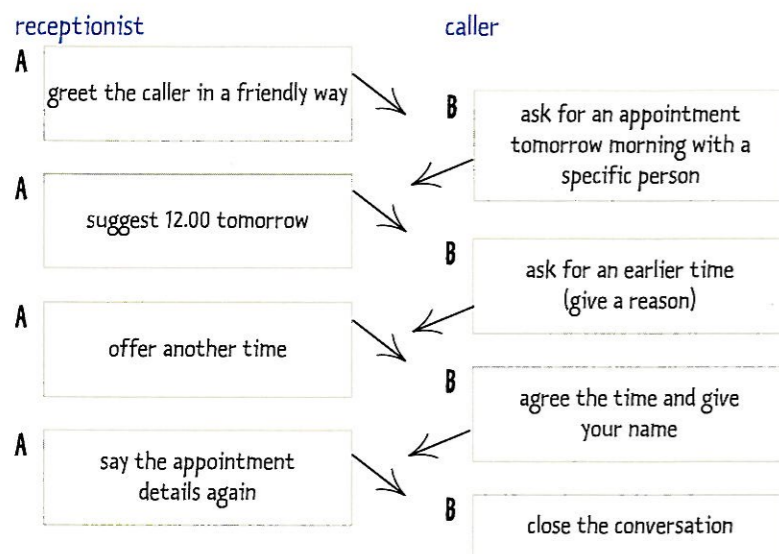 receptionist
caller
A
greet the caller in a friendly way
B
ask for an appointment
tomorrow morning with a
specific person
A
suggest 12.00 tomorrow
B
ask for an earlier time
(give a reason)
A
offer another time
B
agree the time and give
your name
A
say the appointment
details again
B
close the conversation